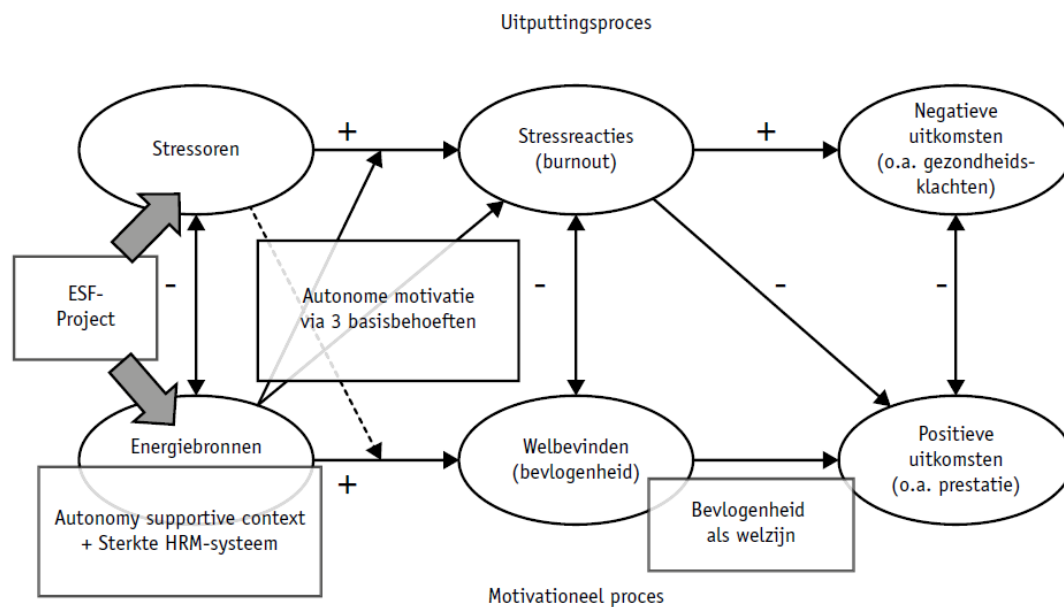 Uitputtingsproces
Stressoren
+
Stressreacties
(burnout)
+
Negatieve
uitkomsten
(o.a. gezondheids-
klachten)
ESF-
Project
-
Autonome motivatie
via 3 basisbehoeften
-
-
-
Energiebronnen
+
Welbevinden
(bevlogenheid)
Positieve
uitkomsten
(o.a. prestatie)
Autonomy supportive context
+ Sterkte HRM-systeem
Bevlogenheid
als welzijn
Motivationeel proces